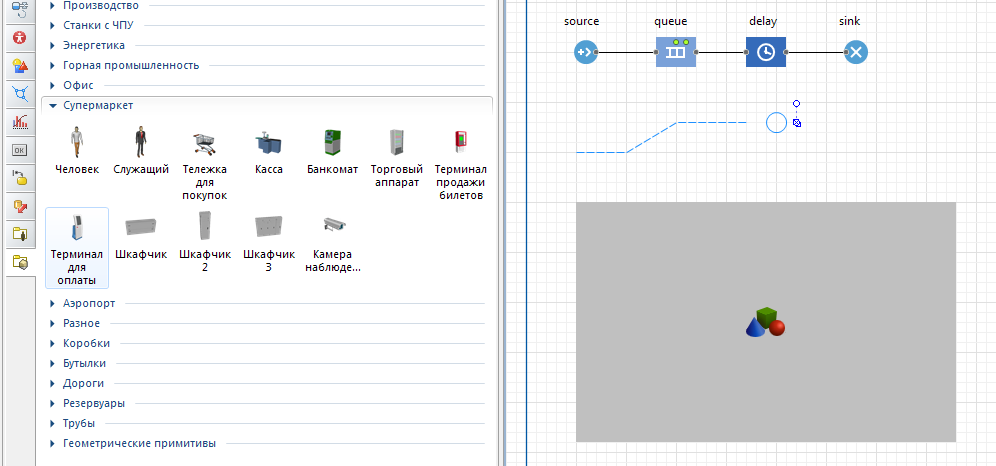 Производство
Станки с ЧПУ
Энергетика
Горная промышленность
Офис
Супермаркет
Человек
Служащий
Тележка для покупок
Касса
Банкомат
Торговый аппарат
Терминал продажи билетов
Терминал для оплаты
Шкафчик
Шкафчик 2
Шкафчик 3
Камера наблюде...
Аэропорт
Разное
Коробки
Бутылки
Дороги
Резервуары
Трубы
Геометрические примитивы
OK
source
queue
delay
sink